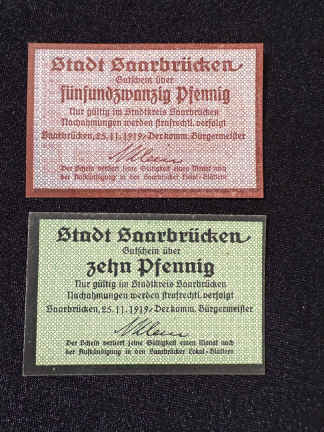 Stadt Saarbrücken
Gutschein über
fünfundzwanzig Pfennig
Nur gültig im Stadtkreis Saarbrücken
Nachahmungen werden strafrechtl. verfolgt
Saarbrücken, 25.11.1919. Der komm. Bürgermeister
Der Schein verliert seine Gültigkeit einen Monat nach
der Aufkündigung in den Saarbrücker Lokal-Blättern
Stadt Saarbrücken
Gutschein über
zehn Pfennig
Nur gültig im Stadtkreis Saarbrücken
Nachahmungen werden strafrechtl. verfolgt
Saarbrücken, 25.11.1919. Der komm. Bürgermeister
Der Schein verliert seine Gültigkeit einen Monat nach
der Aufkündigung in den Saarbrücker Lokal-Blättern